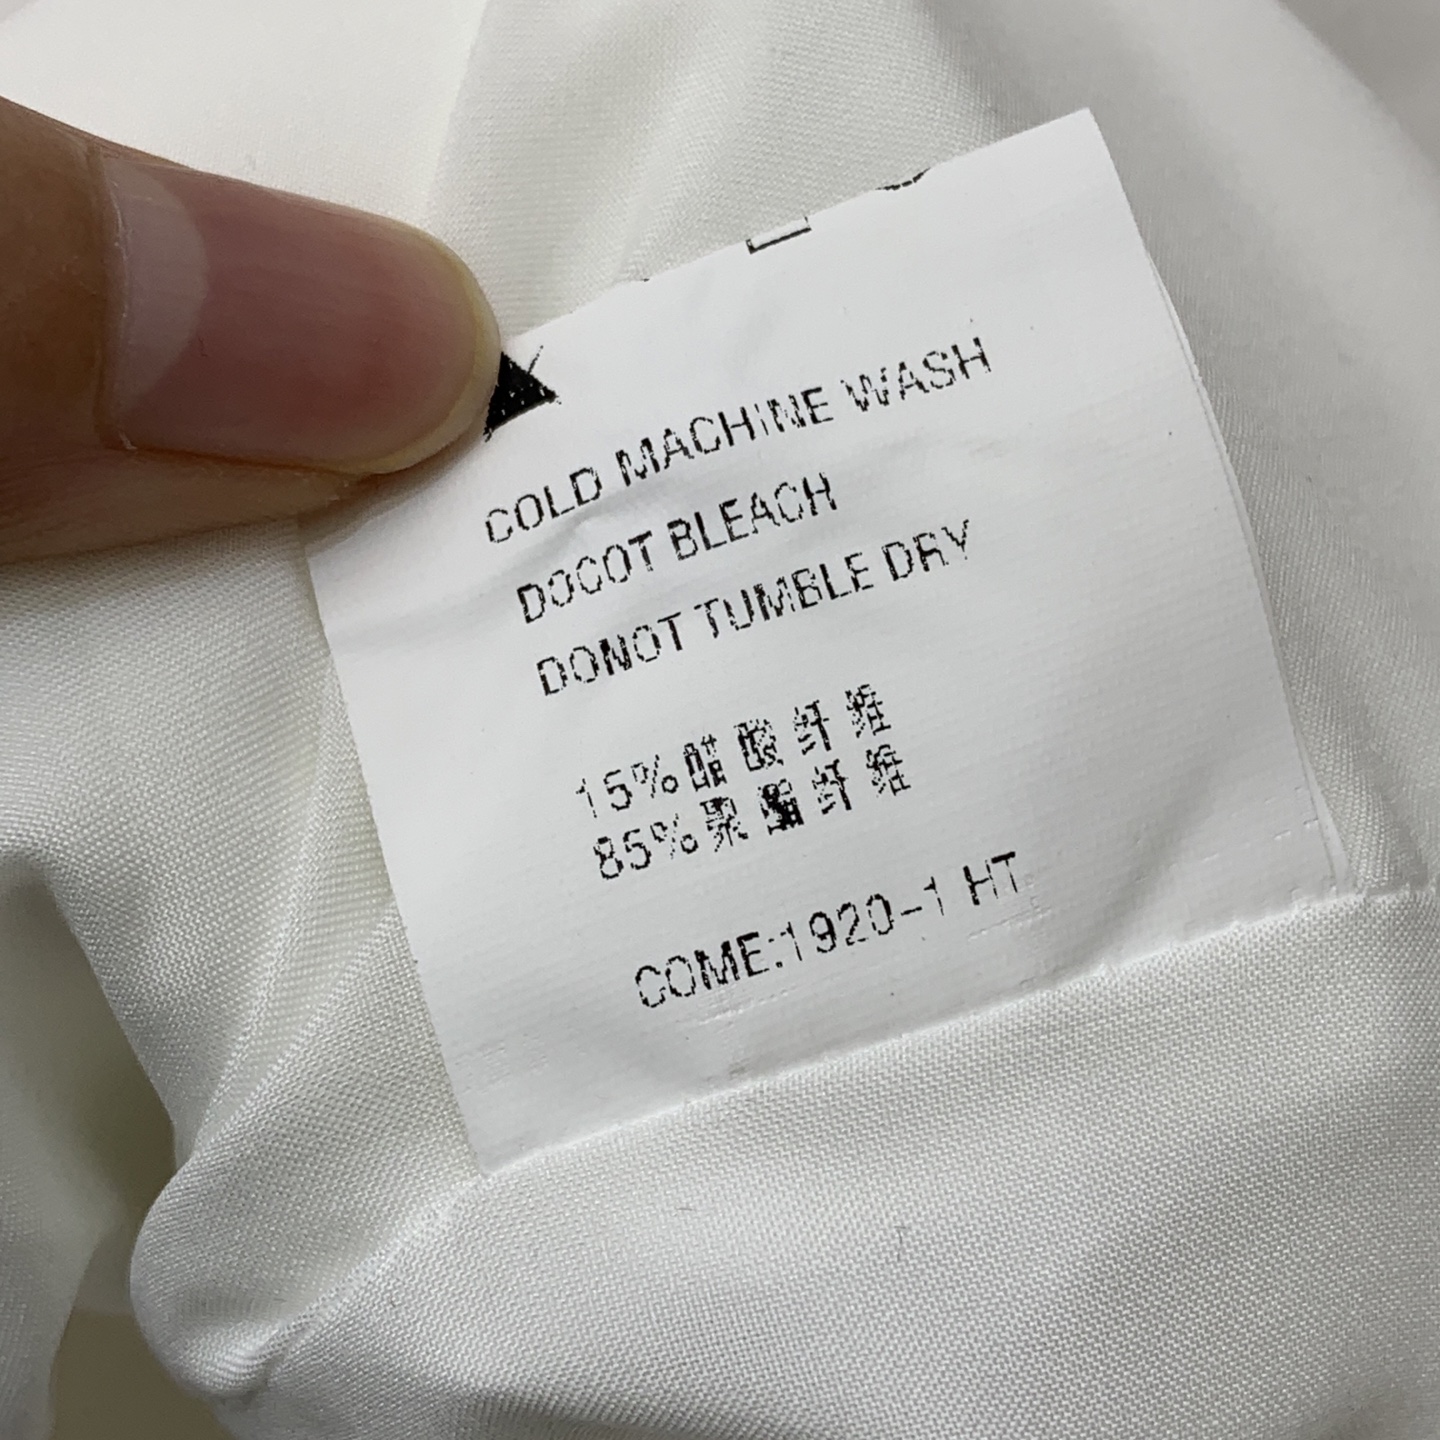 COLD MACHINE WASH
DOCOT BLEACH
DONOT TUMBLE DRY
15%醋酸纤维
85%聚酯纤维
COME:1920-1 HT